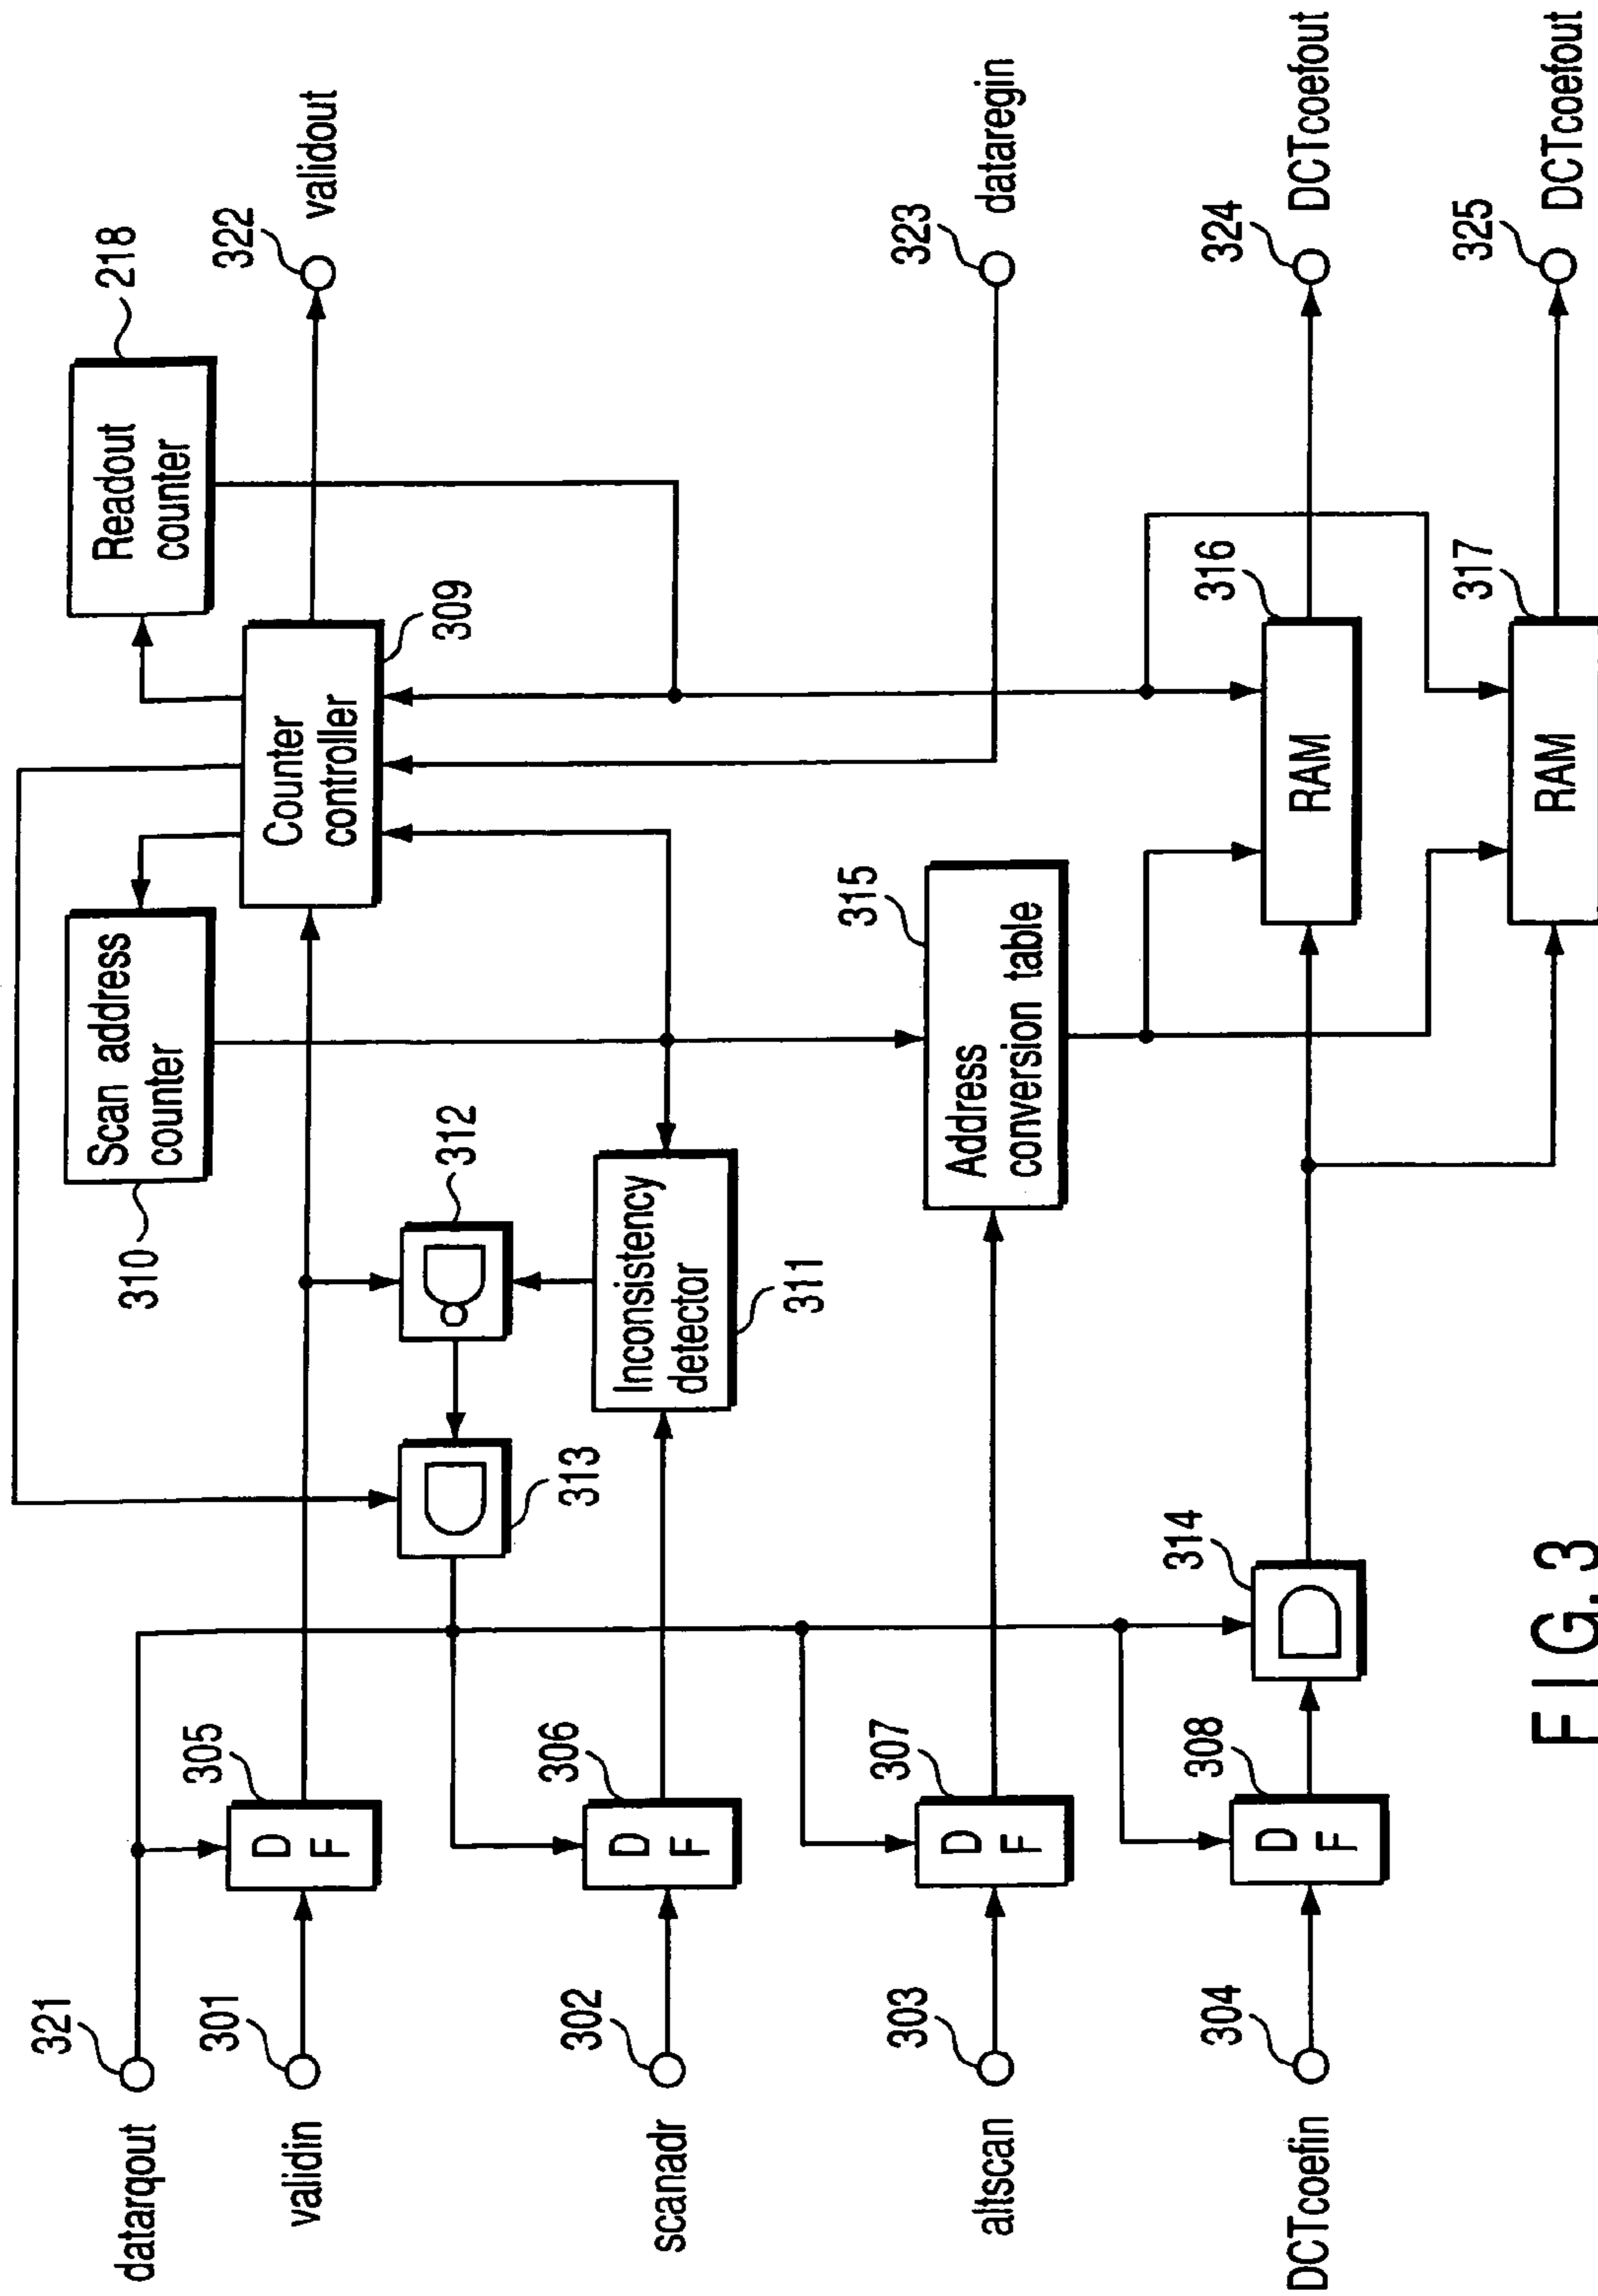 datarqout
321
validin
301
scanadr
302
altscan
303
DCTcoefin
304
D
F
305
D
F
306
D
F
307
D
F
308
313
312
314
Inconsistency
detector
311
Scan address
counter
310
Address
conversion table
315
Counter
controller
309
Readout
counter
218
RAM
316
RAM
317
322
validout
323
dataregin
324
DCTcoefout
325
DCTcoefout
FIG. 3